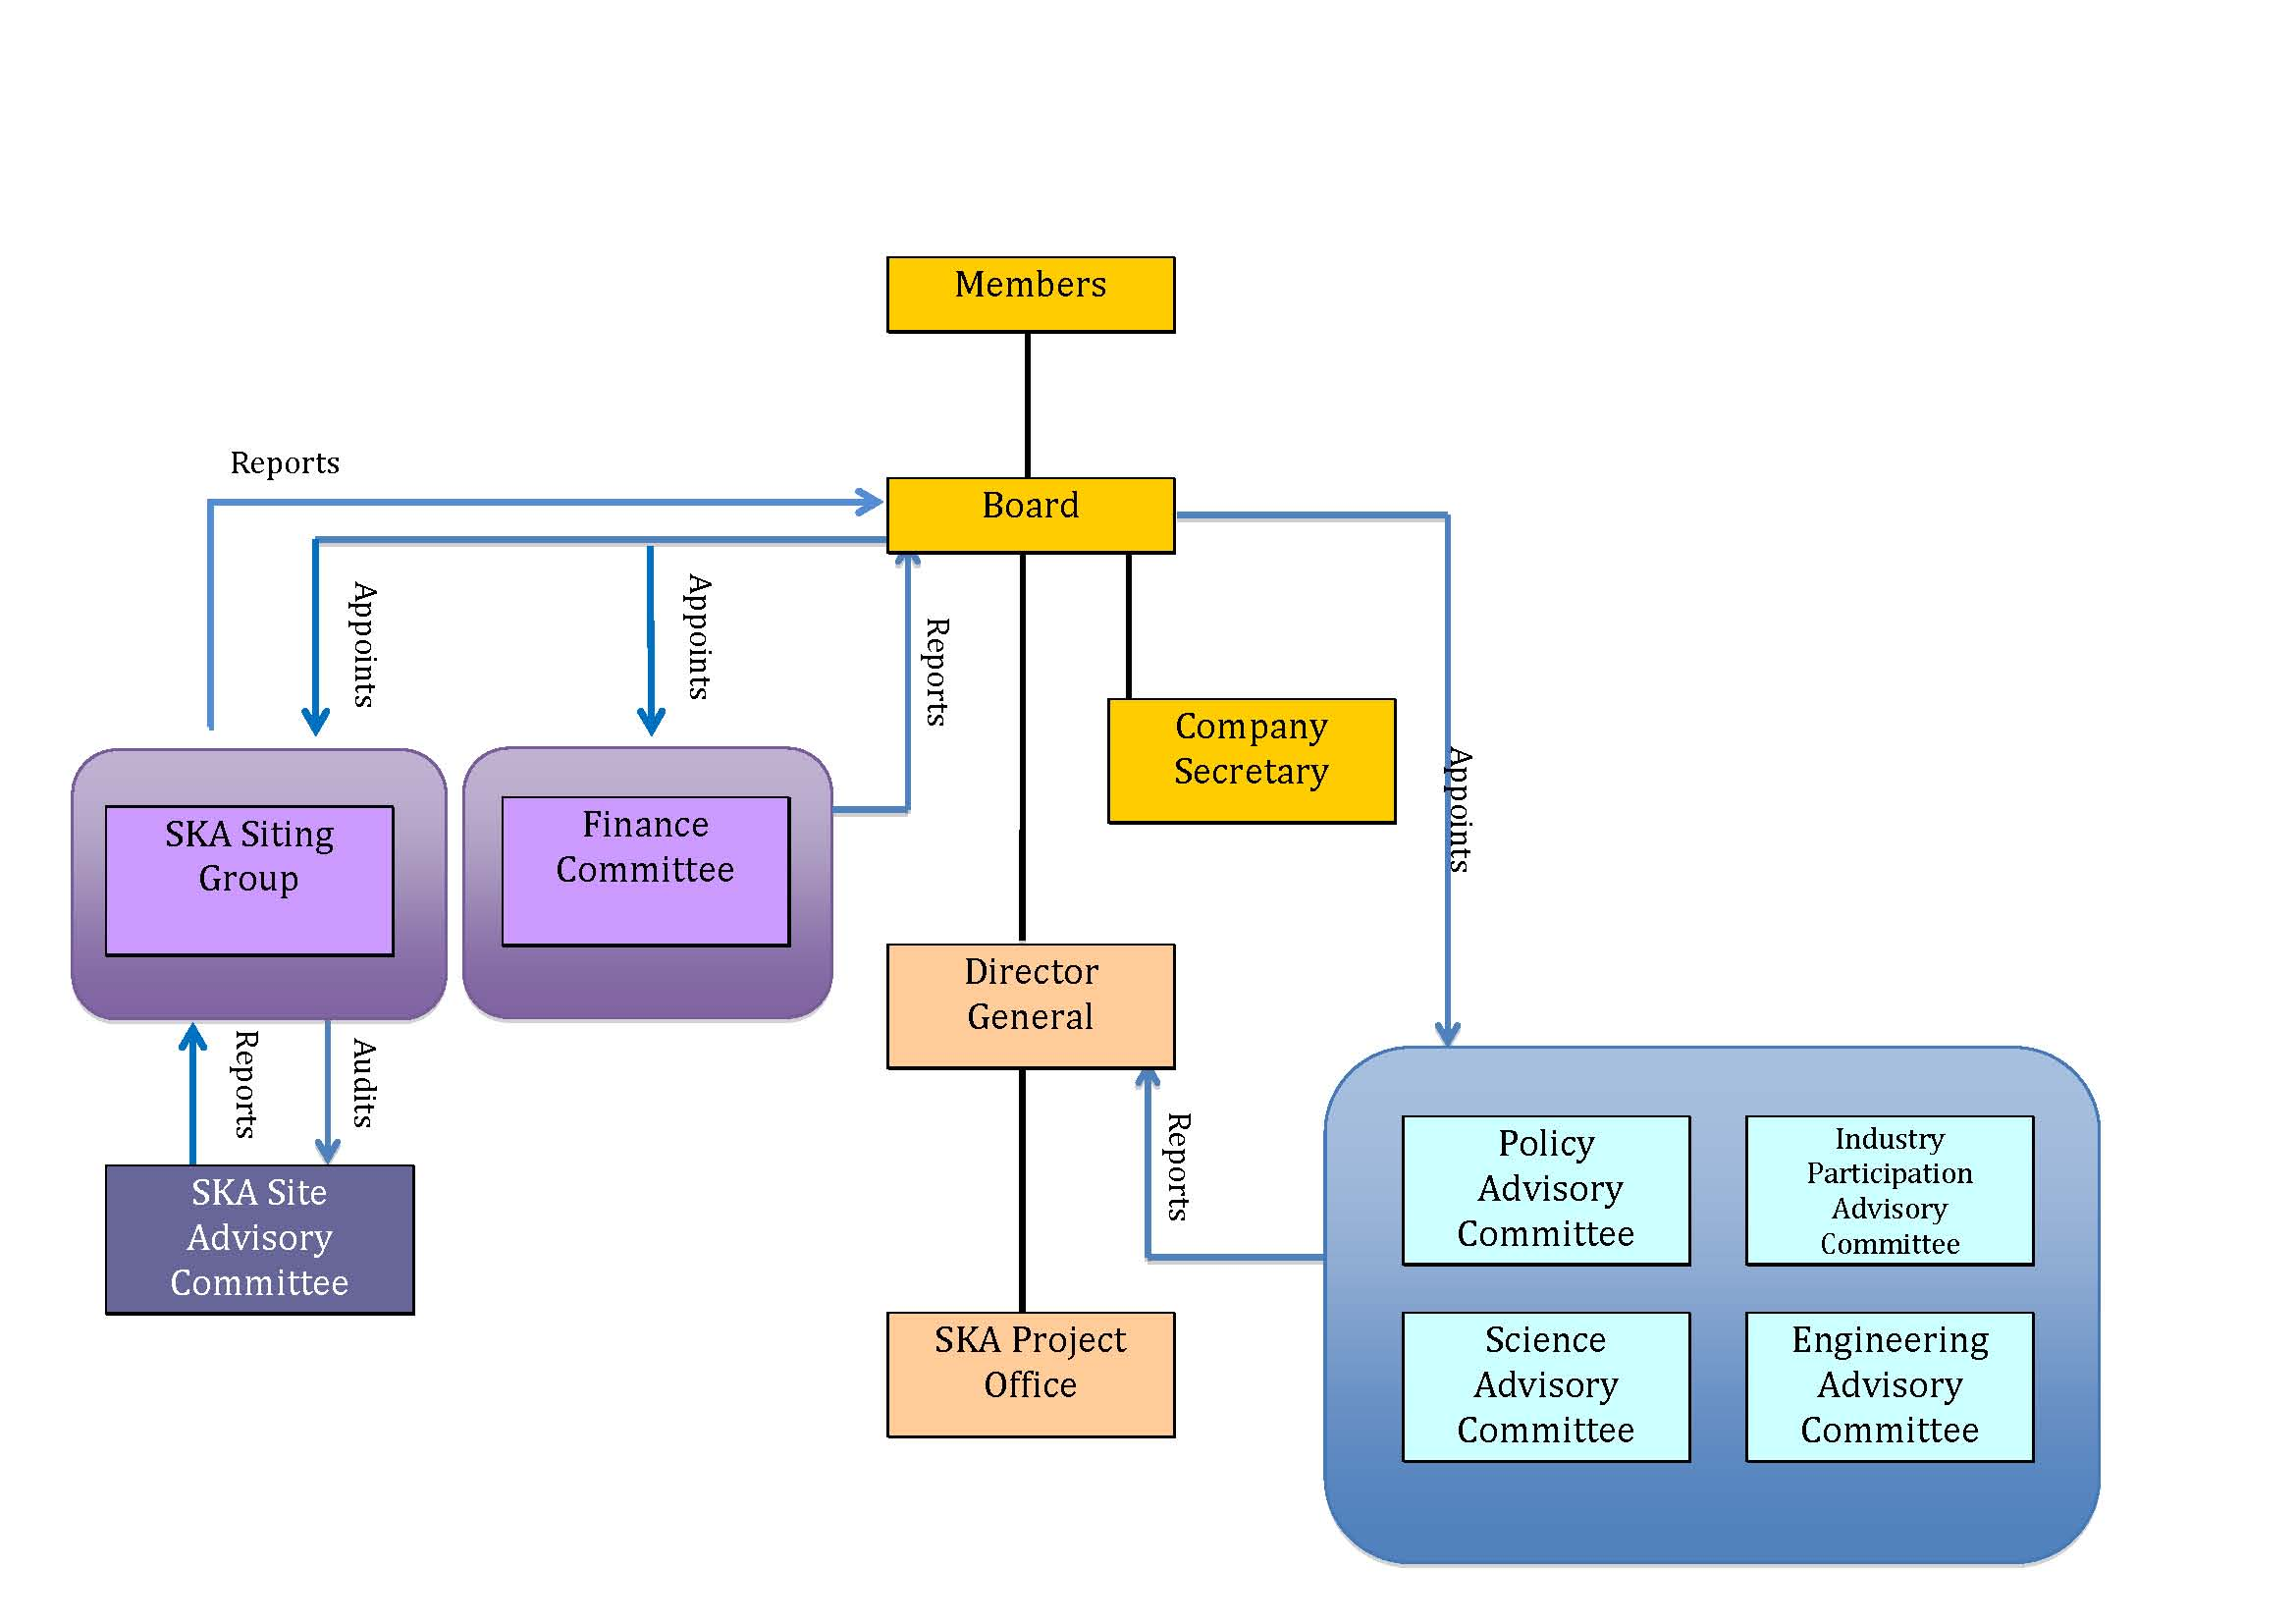 Members
Reports
Board
Appoints
Appoints
Reports
Company
Secretary
Appoints
SKA Siting
Group
Finance
Committee
Director
General
Reports
Audits
Reports
SKA Site
Advisory
Committee
Policy
Advisory
Committee
Industry
Participation
Advisory
Committee
SKA Project
Office
Science
Advisory
Committee
Engineering
Advisory
Committee